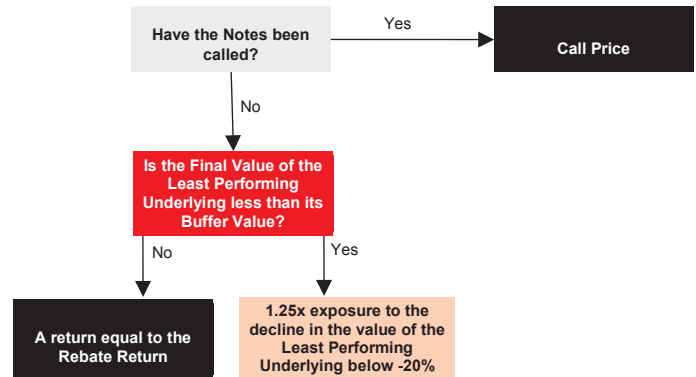 Have the Notes been
called?
Yes
Call Price
No
Is the Final Value of the
Least Performing
Underlying less than its
Buffer Value?
No
Yes
A return equal to the
Rebate Return
1.25x exposure to the
decline in the value of the
Least Performing
Underlying below -20%